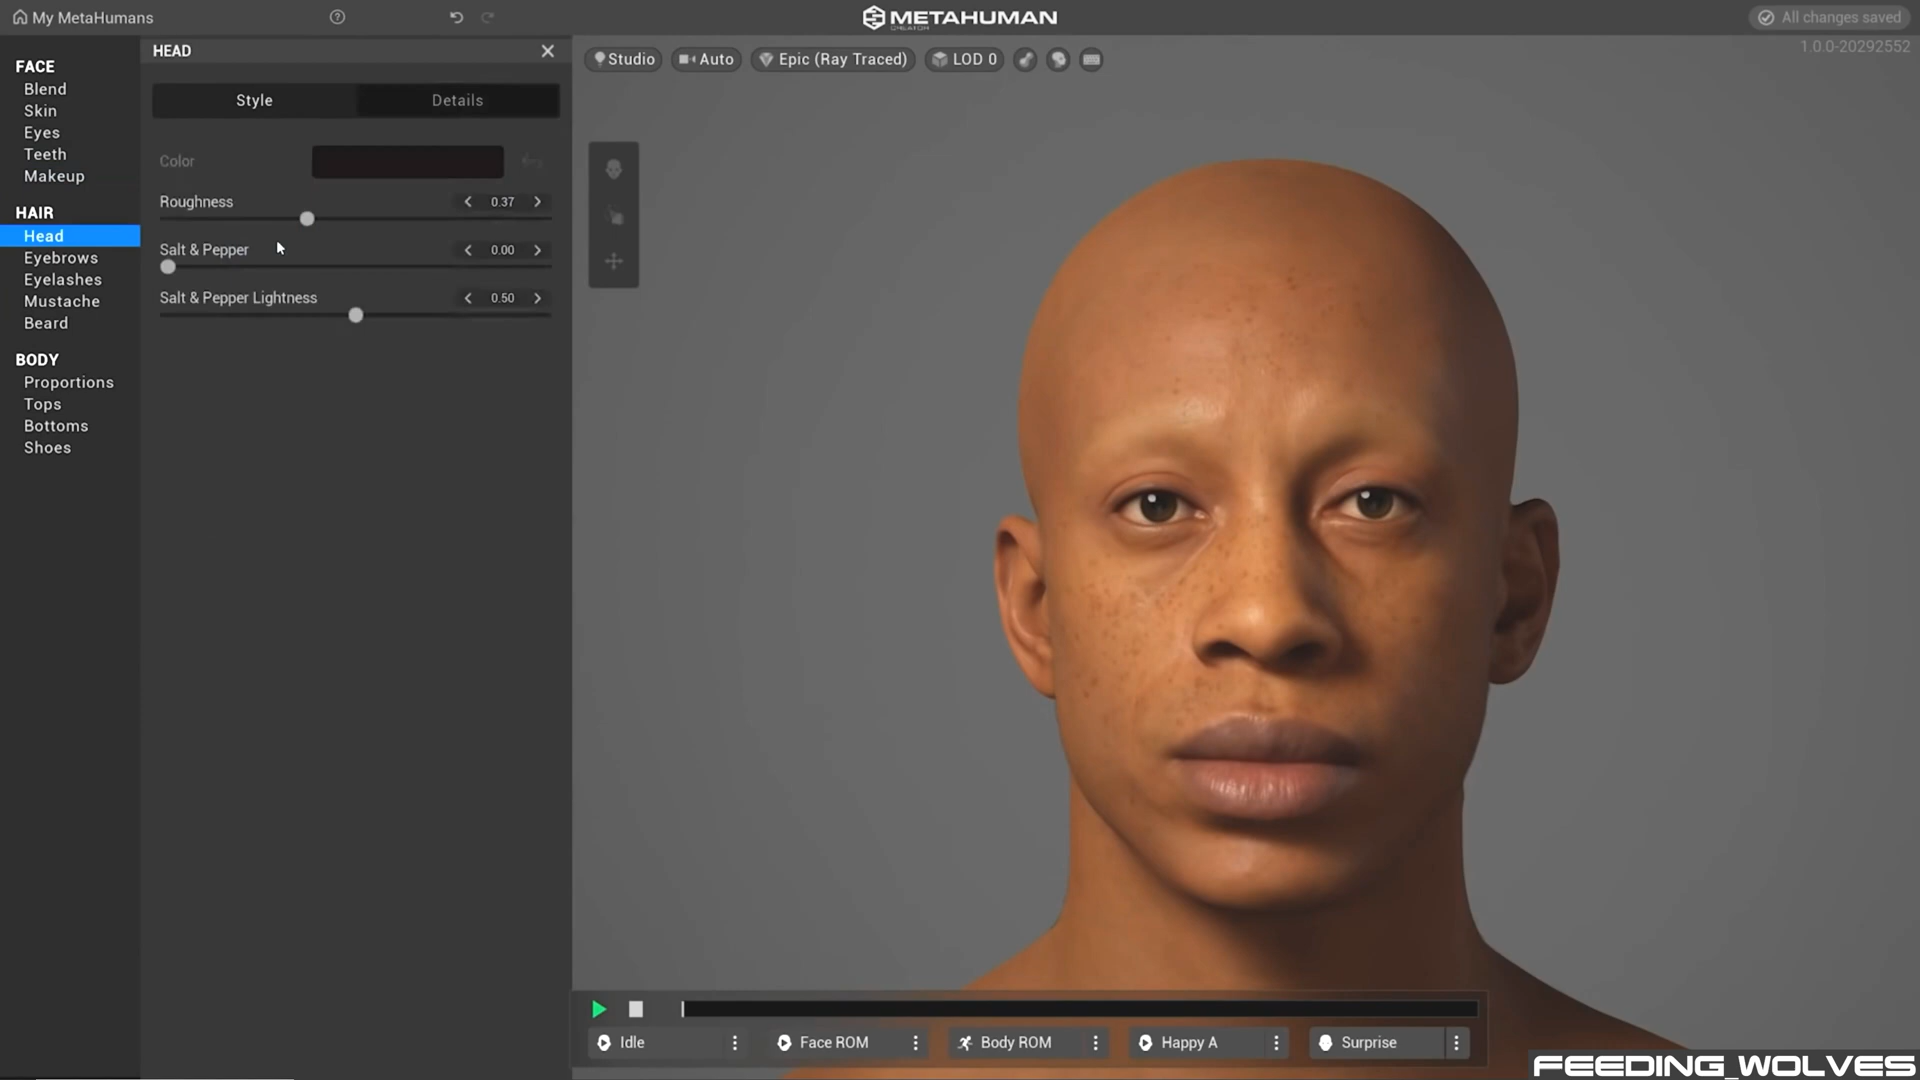 My MetaHumans
METAHUMAN
CREATOR
All changes saved
1.0.0-20292552
HEAD
Studio
Auto
Epic (Ray Traced)
LOD 0
FACE
Blend
Skin
Eyes
Teeth
Makeup
HAIR
Head
Eyebrows
Eyelashes
Mustache
Beard
BODY
Proportions
Tops
Bottoms
Shoes
Style
Details
Color
Roughness
0.37
Salt & Pepper
0.00
Salt & Pepper Lightness
0.50
Idle
Face ROM
Body ROM
Happy A
Surprise
FEEDING_WOLVES